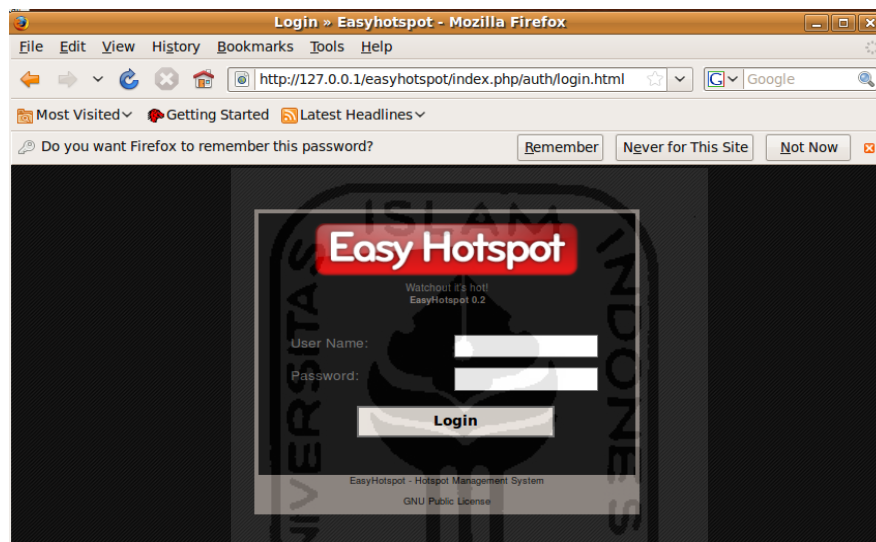 Login » Easyhotspot - Mozilla Firefox
File Edit View History Bookmarks Tools Help
http://127.0.0.1/easyhotspot/index.php/auth/login.html G Google
Most Visited Getting Started Latest Headlines
Do you want Firefox to remember this password? Remember Never for This Site Not Now
ISLAM
UNIVERSITAS
INDONES
Easy Hotspot
Watchout it's hot!
EasyHotspot 0.2
User Name:
Password:
Login
EasyHotspot - Hotspot Management System
GNU Public License